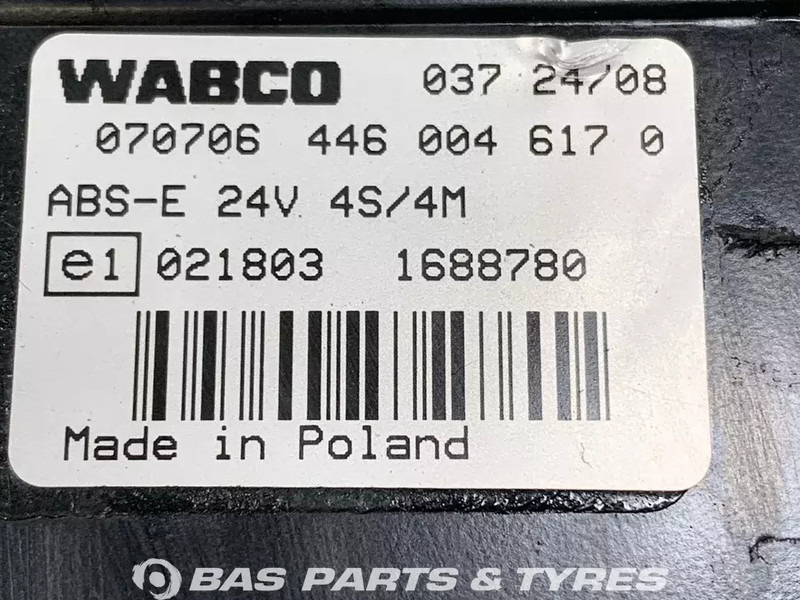 WABCO 037 24/08
070706 446 004 617 0
ABS-E 24V 4S/4M
e1 021803 1688780
Made in Poland
BAS PARTS & TYRES